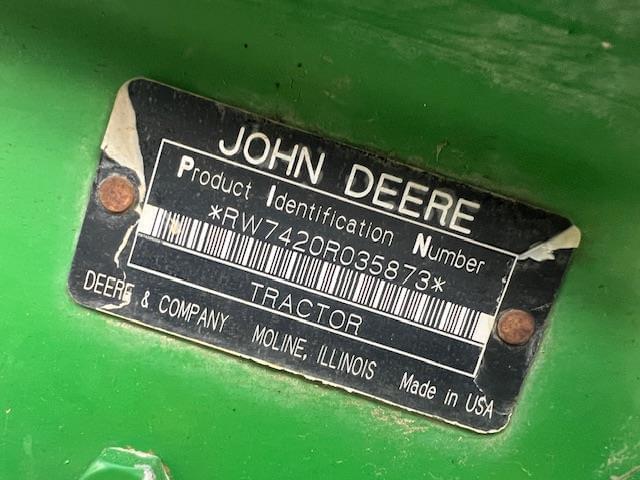 JOHN DEERE
Product Identification Number
*RW7420R035873*
TRACTOR
DEERE & COMPANY MOLINE, ILLINOIS Made in USA